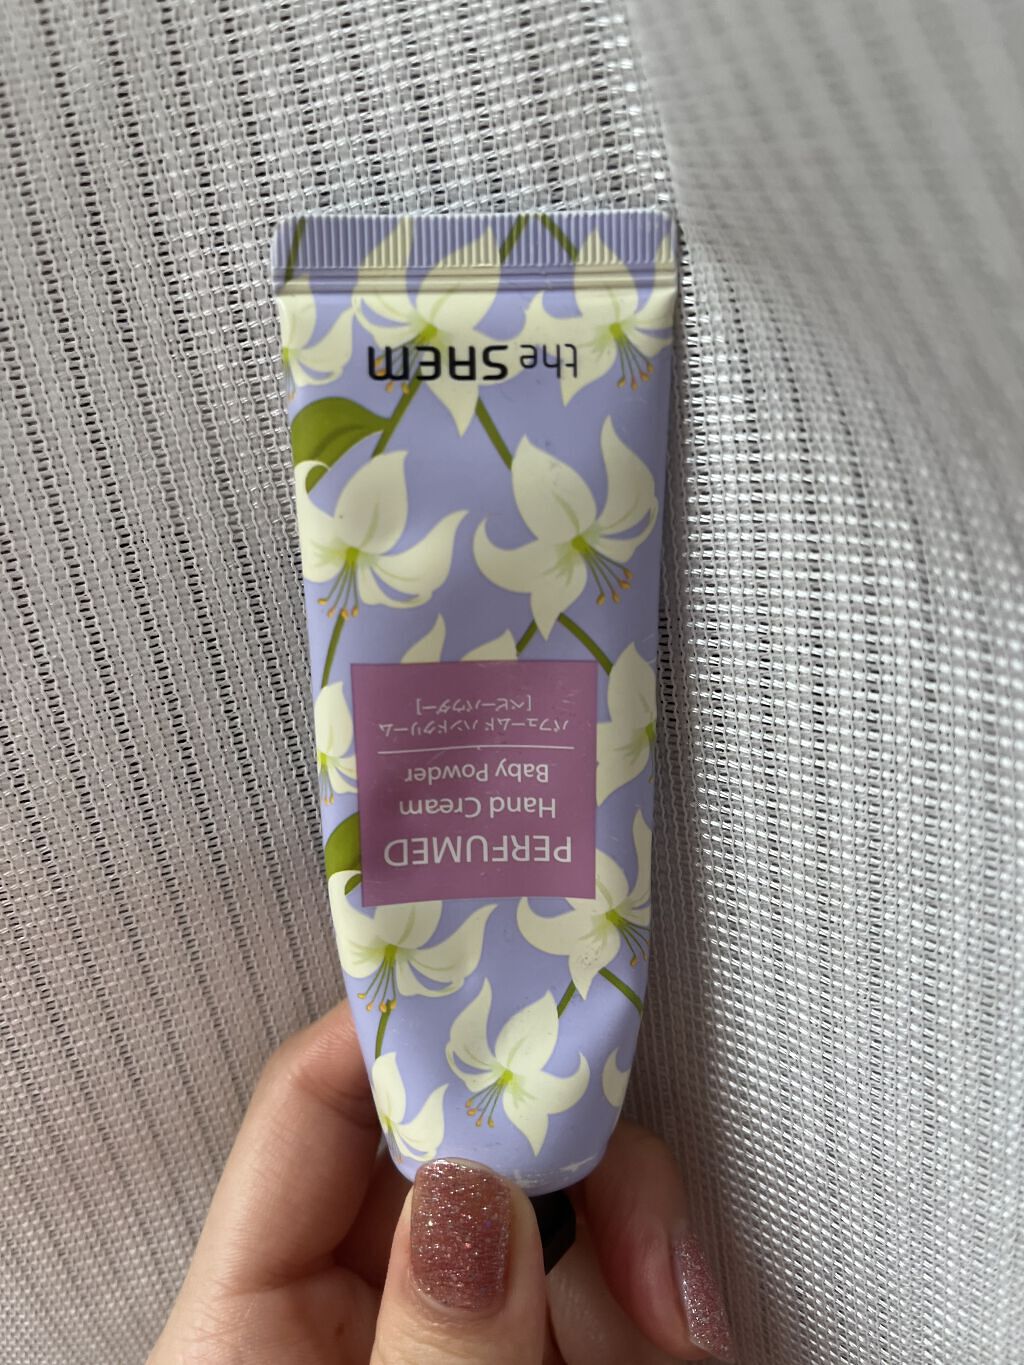 PERFUMED
Hand Cream
Baby Powder
パフュームド ハンドクリーム
[ベビーパウダー]
the SAEM